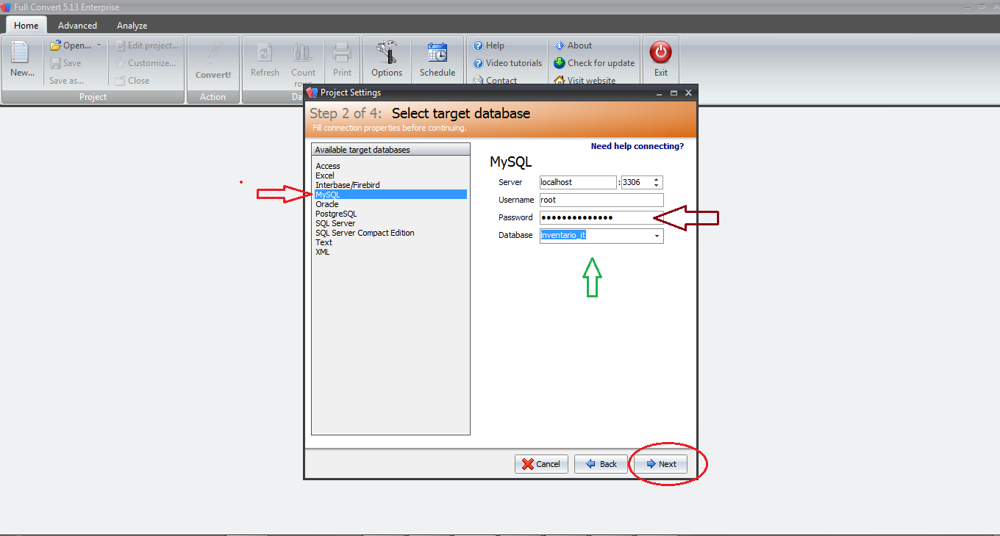 Full Convert 5.13 Enterprise
Home Advanced Analyze
New...
Open...
Save
Save as...
Edit project...
Customize...
Close
Project
Convert!
Action
Refresh
Count
rows
Print
Da
Options
Schedule
Help
Video tutorials
Contact
About
Check for update
Visit website
Exit
Project Settings
Step 2 of 4: Select target database
Fill connection properties before continuing.
Available target databases
Access
Excel
Interbase/Firebird
MySQL
Oracle
PostgreSQL
SQL Server
SQL Server Compact Edition
Text
XML
Need help connecting?
MySQL
Server localhost : 3306
Username root
Password ●●●●●●●●●●●●●●
Database inventario_it
Cancel Back Next